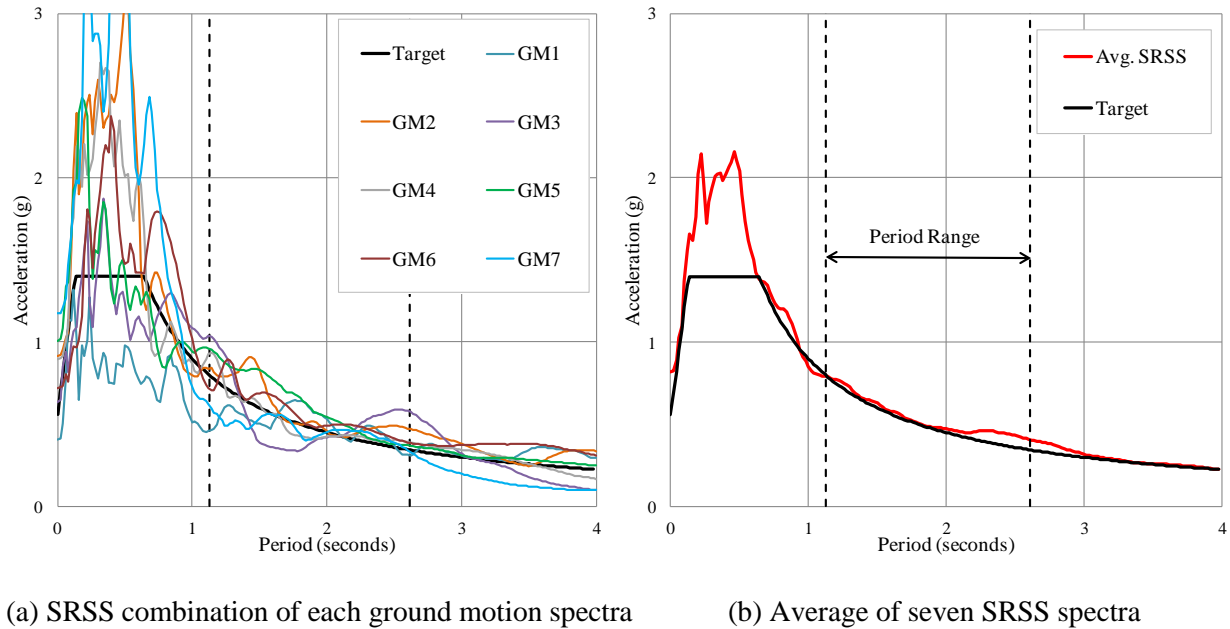 3
2
1
0
Acceleration (g)
0 1 2 3 4
Period (seconds)
Target GM1
GM2 GM3
GM4 GM5
GM6 GM7
(a) SRSS combination of each ground motion spectra
3
2
1
0
Acceleration (g)
0 1 2 3 4
Period (seconds)
Avg. SRSS
Target
Period Range
(b) Average of seven SRSS spectra